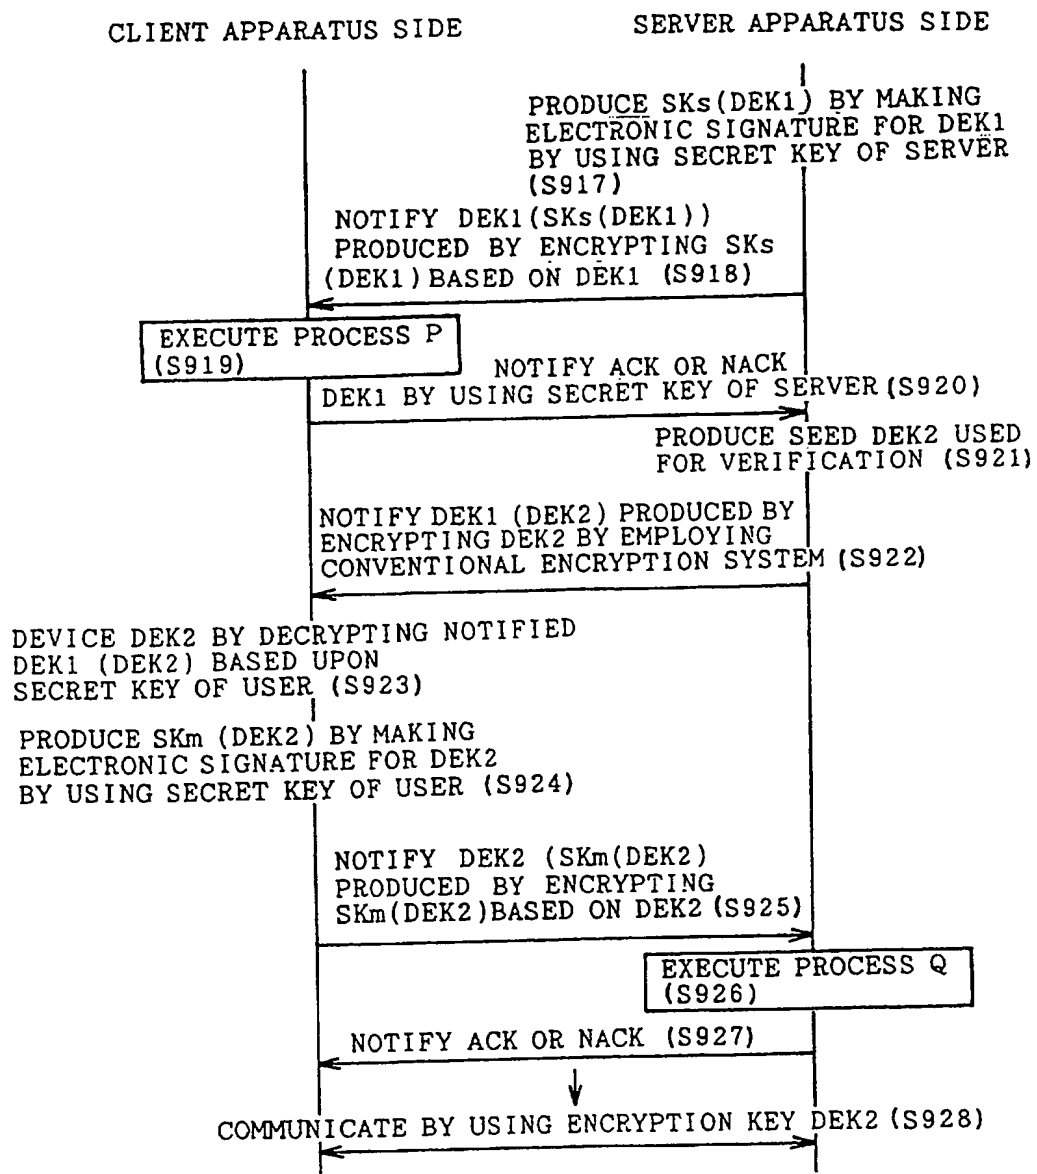 CLIENT APPARATUS SIDE
SERVER APPARATUS SIDE
PRODUCE SKs(DEK1) BY MAKING
ELECTRONIC SIGNATURE FOR DEK1
BY USING SECRET KEY OF SERVER
(S917)
NOTIFY DEK1(SKs(DEK1))
PRODUCED BY ENCRYPTING SKs
(DEK1)BASED ON DEK1 (S918)
EXECUTE PROCESS P
(S919)
NOTIFY ACK OR NACK
DEK1 BY USING SECRET KEY OF SERVER(S920)
PRODUCE SEED DEK2 USED
FOR VERIFICATION (S921)
NOTIFY DEK1 (DEK2) PRODUCED BY
ENCRYPTING DEK2 BY EMPLOYING
CONVENTIONAL ENCRYPTION SYSTEM (S922)
DEVICE DEK2 BY DECRYPTING NOTIFIED
DEK1 (DEK2) BASED UPON
SECRET KEY OF USER (S923)
PRODUCE SKm (DEK2) BY MAKING
ELECTRONIC SIGNATURE FOR DEK2
BY USING SECRET KEY OF USER (S924)
NOTIFY DEK2 (SKm(DEK2)
PRODUCED BY ENCRYPTING
SKm(DEK2)BASED ON DEK2 (S925)
EXECUTE PROCESS Q
(S926)
NOTIFY ACK OR NACK (S927)
COMMUNICATE BY USING ENCRYPTION KEY DEK2 (S928)